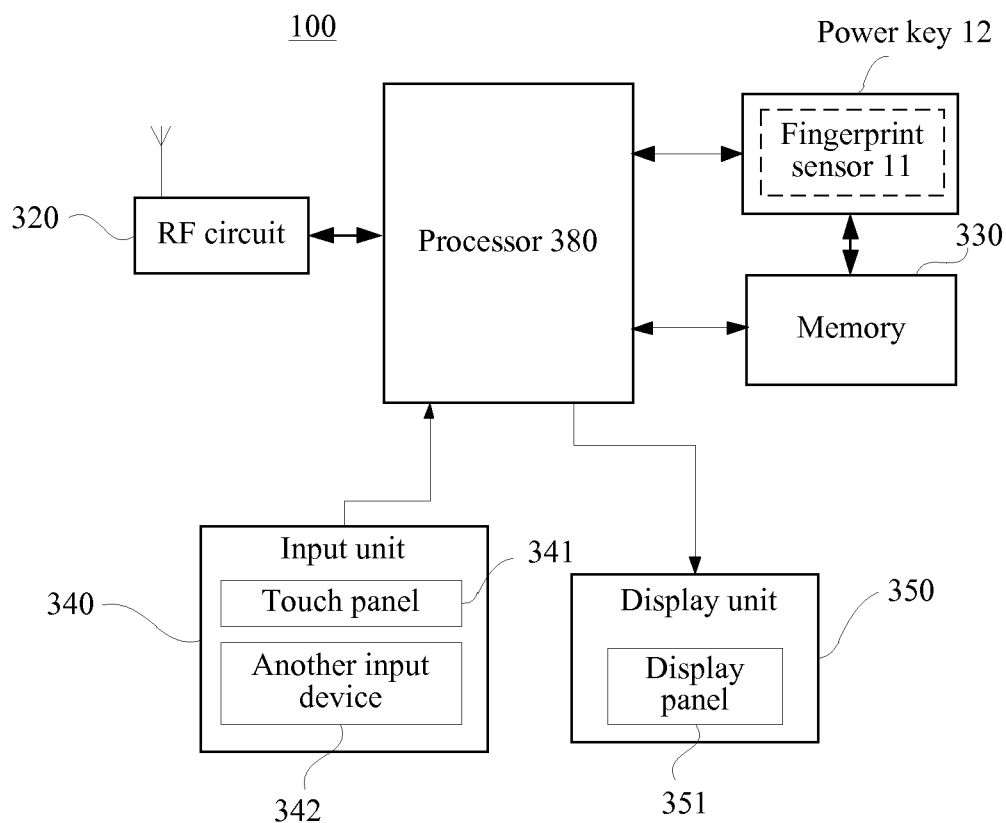 100
Power key 12
Fingerprint
sensor 11
320
RF circuit
Processor 380
330
Memory
Input unit
341
340
Touch panel
Another input
device
342
Display unit
350
Display
panel
351